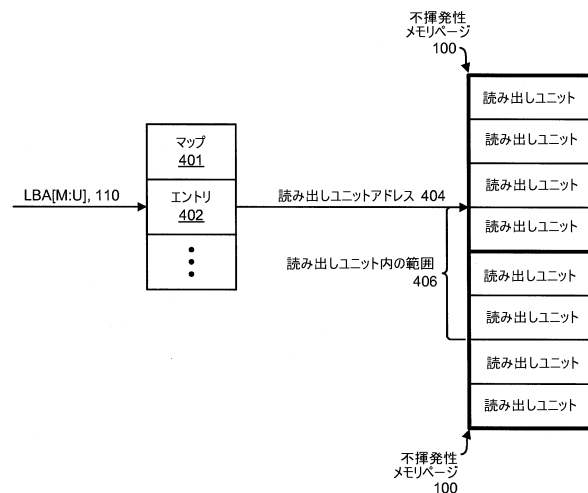 不揮発性
メモリページ
100
マップ
401
LBA[M:U], 110
エントリ
402
読み出しユニットアドレス 404
読み出しユニット内の範囲
406
読み出しユニット
読み出しユニット
読み出しユニット
読み出しユニット
読み出しユニット
読み出しユニット
読み出しユニット
読み出しユニット
不揮発性
メモリページ
100